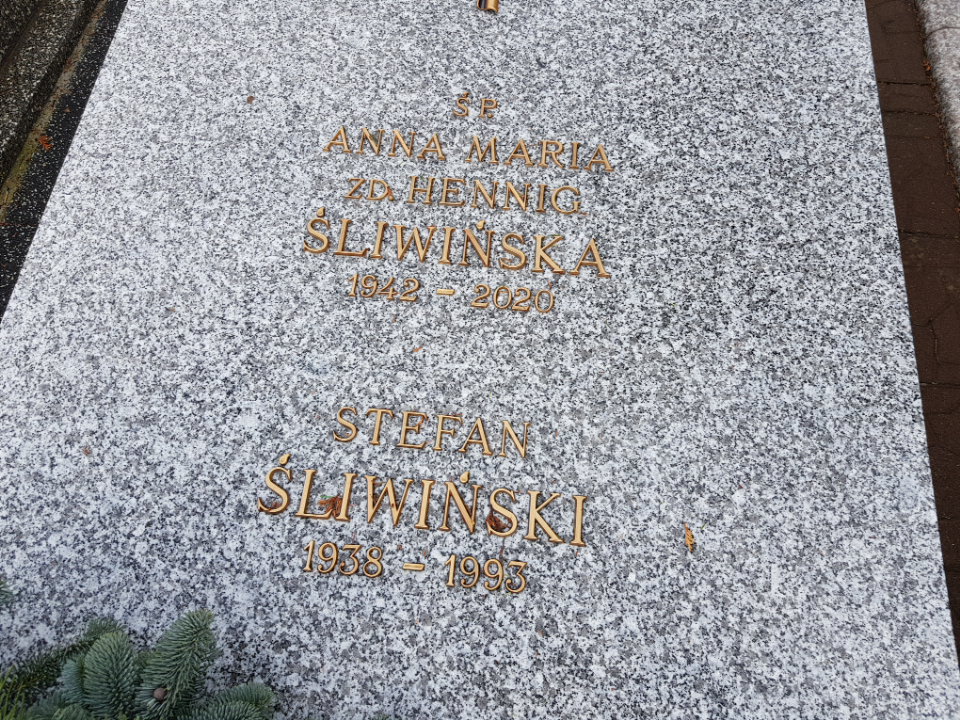 ŚP.
ANNA MARIA
ZD. HENNIG
ŚLIWIŃSKA
1942 - 2020
STEFAN
ŚLIWIŃSKI
1938 - 1993